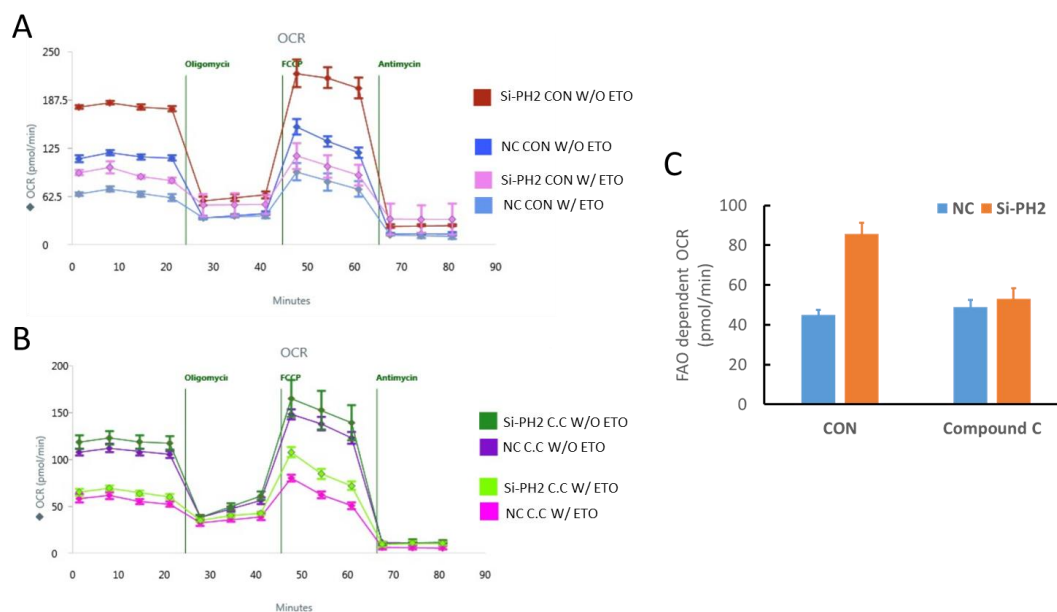 A
OCR
250
187.5
125
62.5
0
OCR (pmol/min)
Oligomycin
FCCP
Antimycin
0 10 20 30 40 50 60 70 80 90
Minutes
Si-PH2 CON W/O ETO
NC CON W/O ETO
Si-PH2 CON W/ ETO
NC CON W/ ETO
B
OCR
200
150
100
50
0
OCR (pmol/min)
Oligomycin
FCCP
Antimycin
0 10 20 30 40 50 60 70 80 90
Minutes
Si-PH2 C.C W/O ETO
NC C.C W/O ETO
Si-PH2 C.C W/ ETO
NC C.C W/ ETO
C
NC Si-PH2
100
80
60
40
20
0
FAO dependent OCR
(pmol/min)
CON Compound C